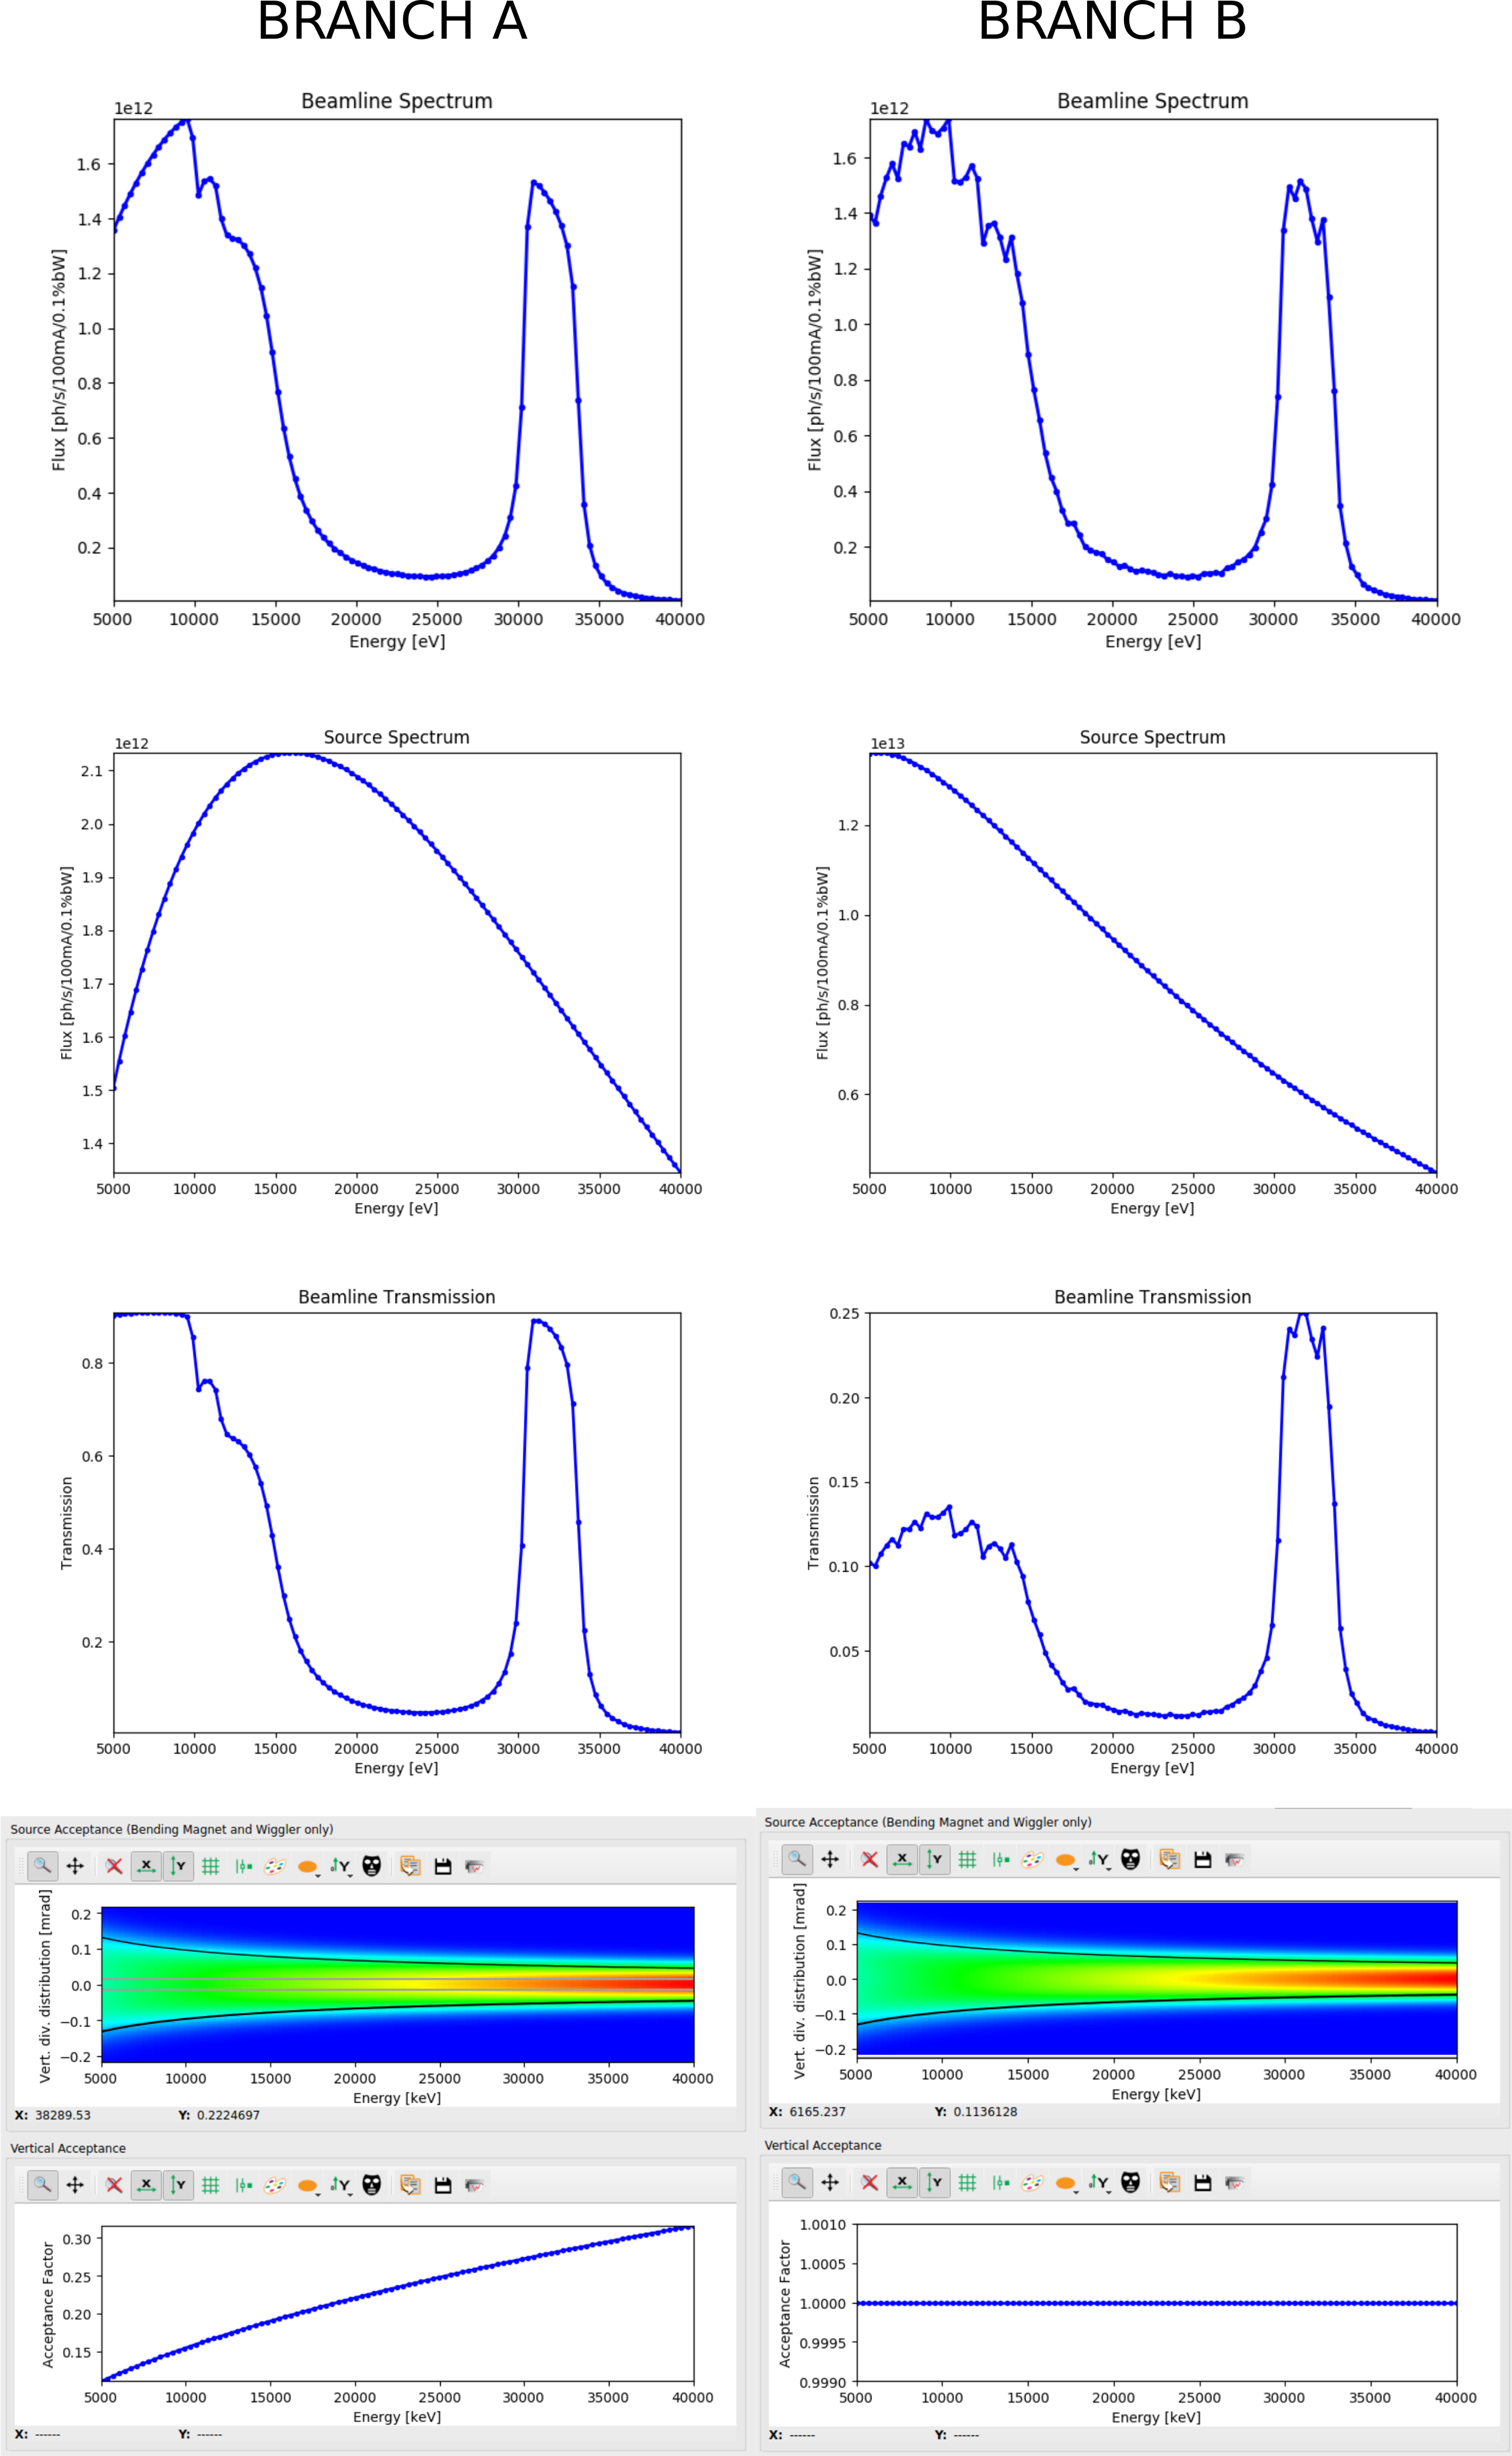 BRANCH A
BRANCH B
Beamline Spectrum
1e12
Flux [ph/s/100mA/0.1%bW]
1.6
1.4
1.2
1.0
0.8
0.6
0.4
0.2
5000 10000 15000 20000 25000 30000 35000 40000
Energy [eV]
Beamline Spectrum
1e12
Flux [ph/s/100mA/0.1%bW]
1.6
1.4
1.2
1.0
0.8
0.6
0.4
0.2
5000 10000 15000 20000 25000 30000 35000 40000
Energy [eV]
Source Spectrum
1e12
Flux [ph/s/100mA/0.1%bW]
2.1
2.0
1.9
1.8
1.7
1.6
1.5
1.4
5000 10000 15000 20000 25000 30000 35000 40000
Energy [eV]
Source Spectrum
1e13
Flux [ph/s/100mA/0.1%bW]
1.2
1.0
0.8
0.6
5000 10000 15000 20000 25000 30000 35000 40000
Energy [eV]
Beamline Transmission
Transmission
0.8
0.6
0.4
0.2
5000 10000 15000 20000 25000 30000 35000 40000
Energy [eV]
Beamline Transmission
Transmission
0.25
0.20
0.15
0.10
0.05
5000 10000 15000 20000 25000 30000 35000 40000
Energy [eV]
Source Acceptance (Bending Magnet and Wiggler only)
X Y Y
Vert. div. distribution [mrad]
0.2
0.1
0.0
−0.1
−0.2
5000 10000 15000 20000 25000 30000 35000 40000
Energy [keV]
X: 38289.53 Y: 0.2224697
Vertical Acceptance
X Y Y
Acceptance Factor
0.30
0.25
0.20
0.15
5000 10000 15000 20000 25000 30000 35000 40000
Energy [keV]
X: ------ Y: ------
Source Acceptance (Bending Magnet and Wiggler only)
X Y Y
Vert. div. distribution [mrad]
0.2
0.1
0.0
−0.1
−0.2
5000 10000 15000 20000 25000 30000 35000 40000
Energy [keV]
X: 6165.237 Y: 0.1136128
Vertical Acceptance
X Y Y
Acceptance Factor
1.0010
1.0005
1.0000
0.9995
0.9990
5000 10000 15000 20000 25000 30000 35000 40000
Energy [keV]
X: ------ Y: ------